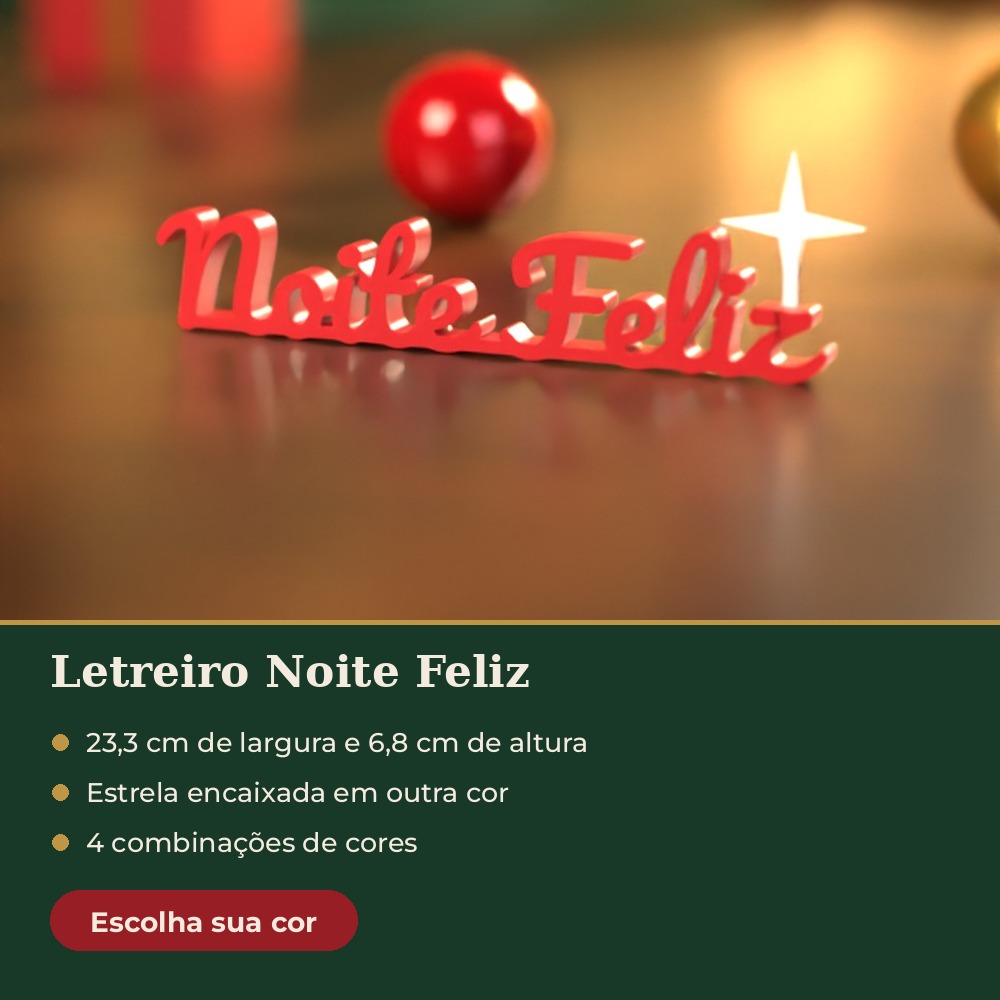 Noite Feliz
Letreiro Noite Feliz
23,3 cm de largura e 6,8 cm de altura
Estrela encaixada em outra cor
4 combinações de cores
Escolha sua cor